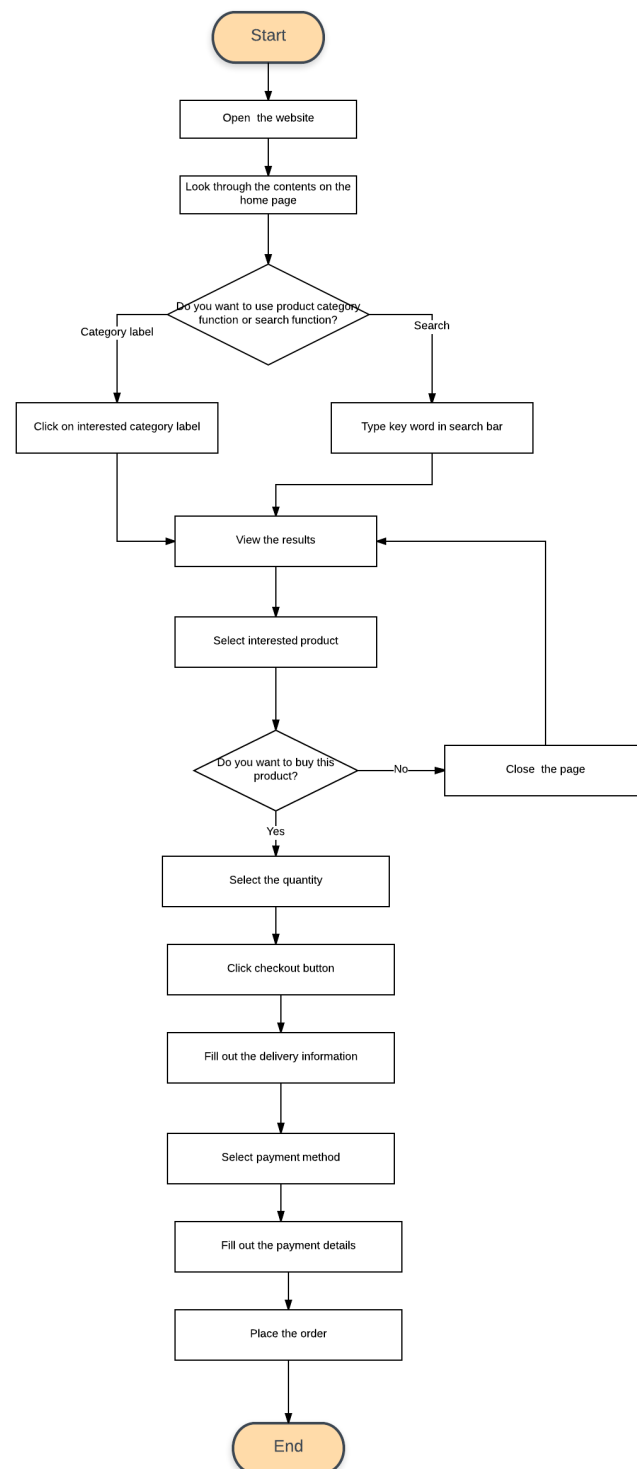 Start
Open  the website
Look through the contents on the
home page
Do you want to use product category
function or search function?
Category label
Search
Click on interested category label
Type key word in search bar
View the results
Select interested product
Do you want to buy this
product?
No
Close  the page
Yes
Select the quantity
Click checkout button
Fill out the delivery information
Select payment method
Fill out the payment details
Place the order
End